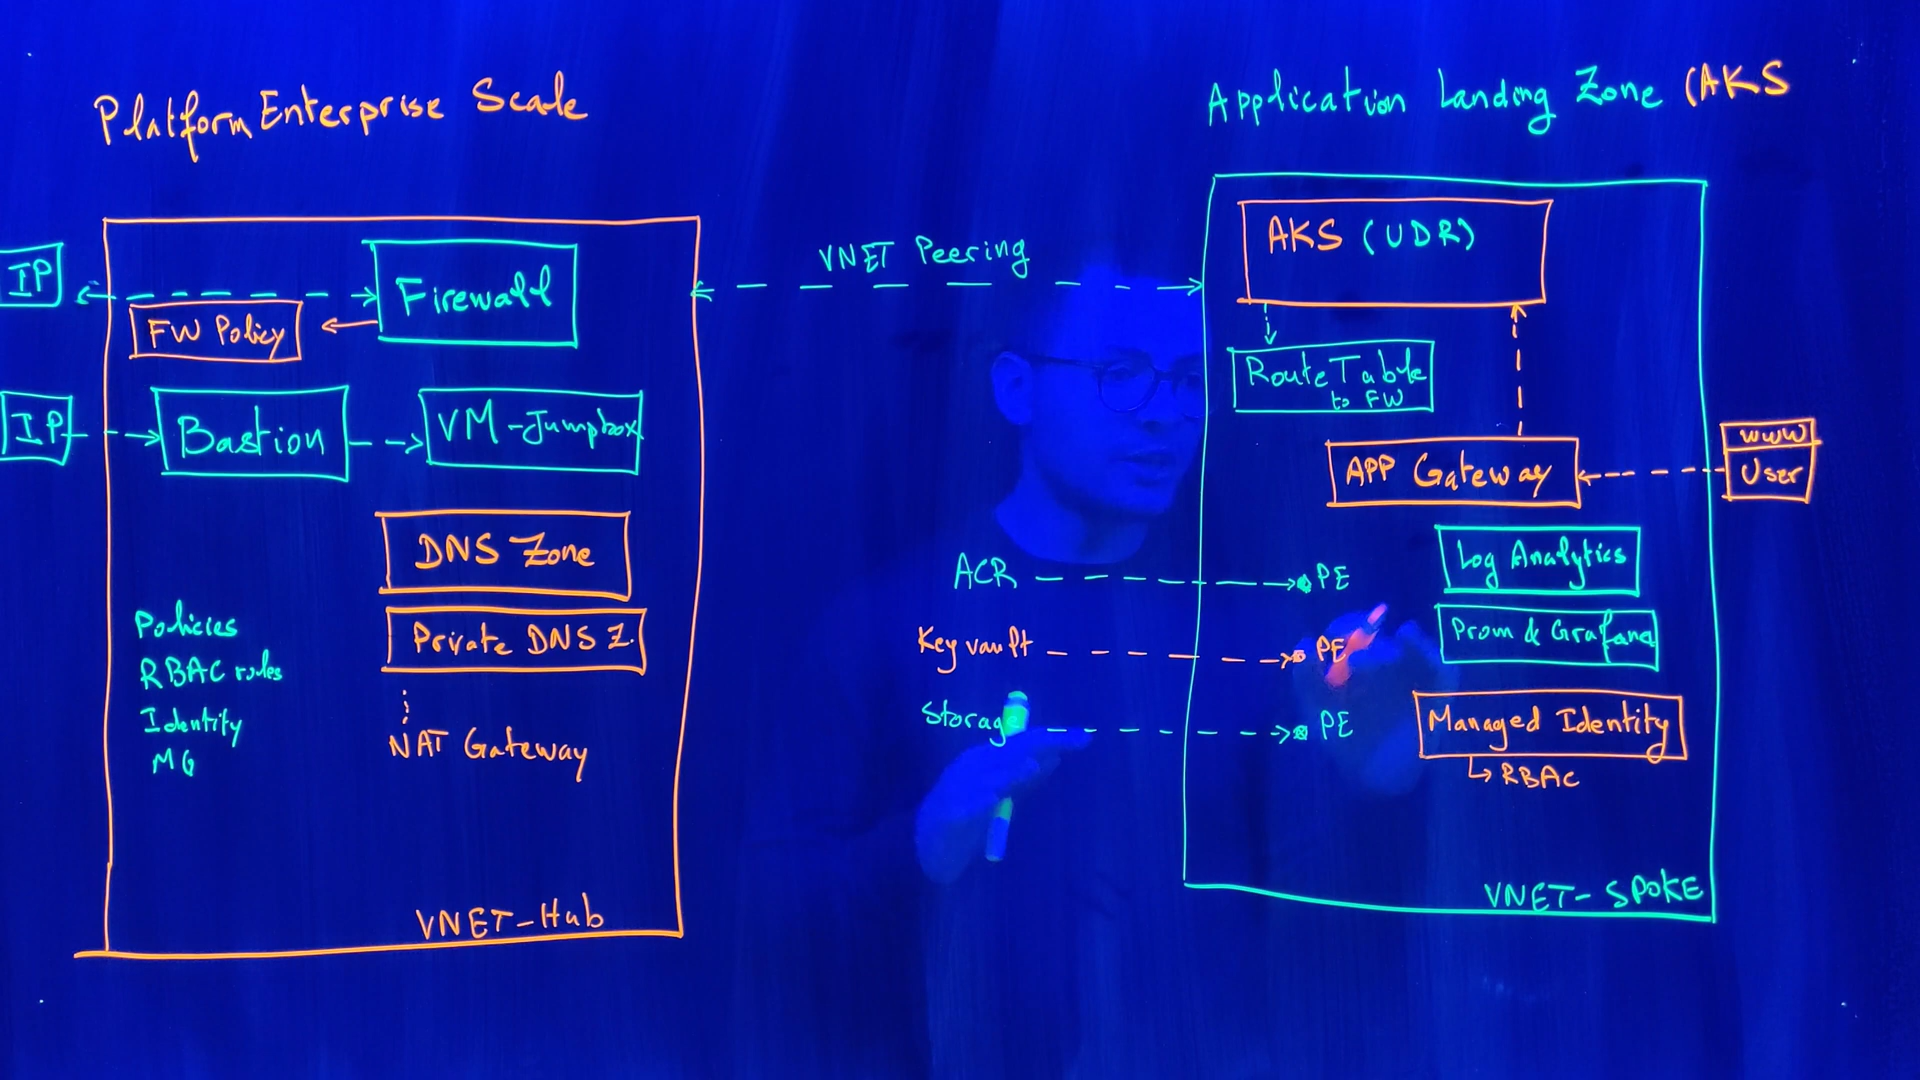 Platform Enterprise Scale
Application Landing Zone (AKS
IP
Firewall
FW Policy
IP
Bastion
VM-Jumpbox
DNS Zone
Private DNS Z.
NAT Gateway
Policies
RBAC roles
Identity
MG
VNET-Hub
VNET Peering
AKS (UDR)
Route Table
to FW
APP Gateway
www
User
Log Analytics
Prom & Grafana
Managed Identity
RBAC
ACR
PE
Key vault
PE
Storage
PE
VNET-SPOKE